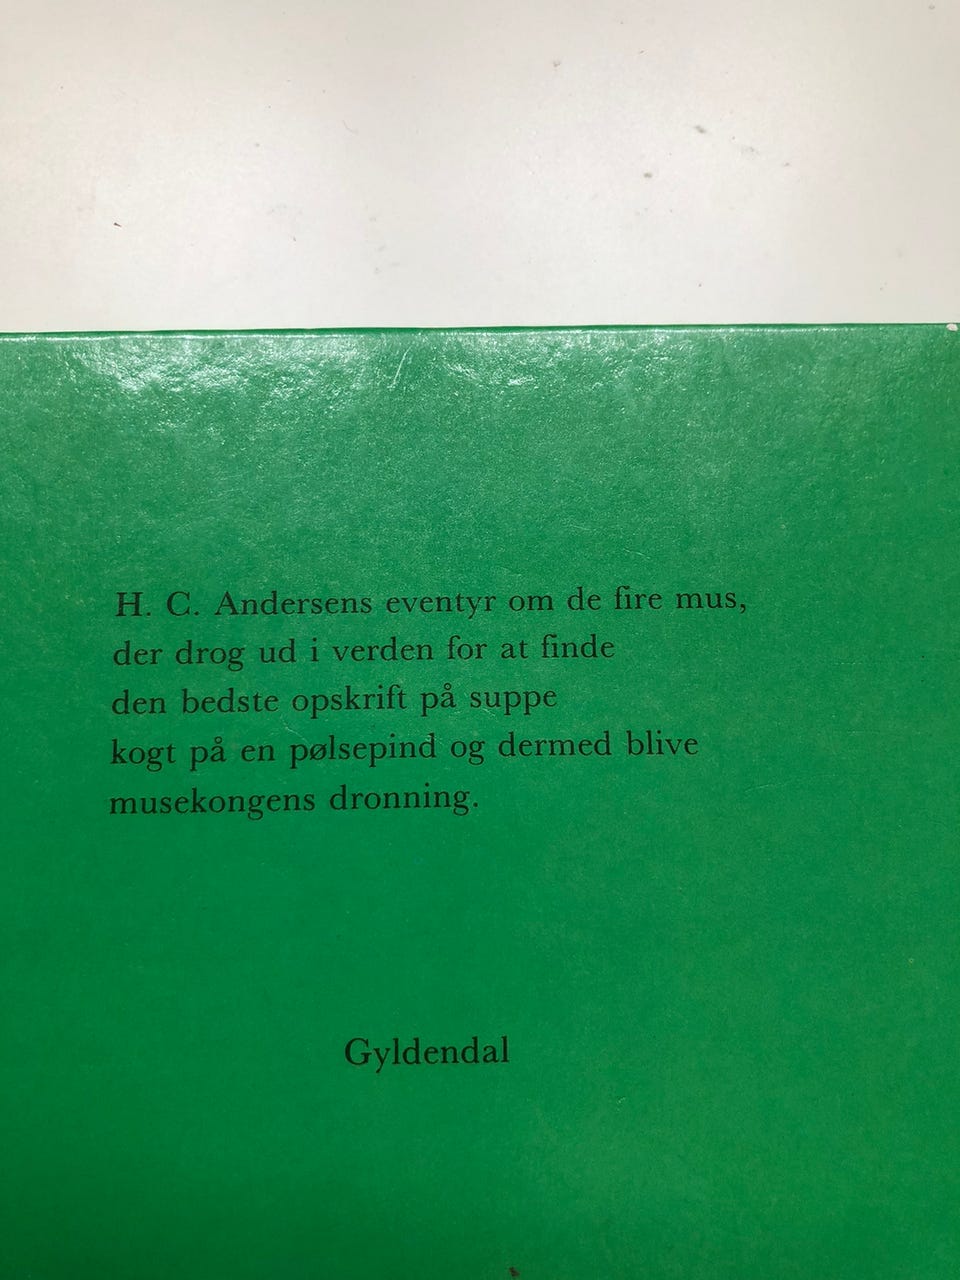 H. C. Andersens eventyr om de fire mus,
der drog ud i verden for at finde
den bedste opskrift på suppe
kogt på en pølsepind og dermed blive
musekongens dronning.
Gyldendal